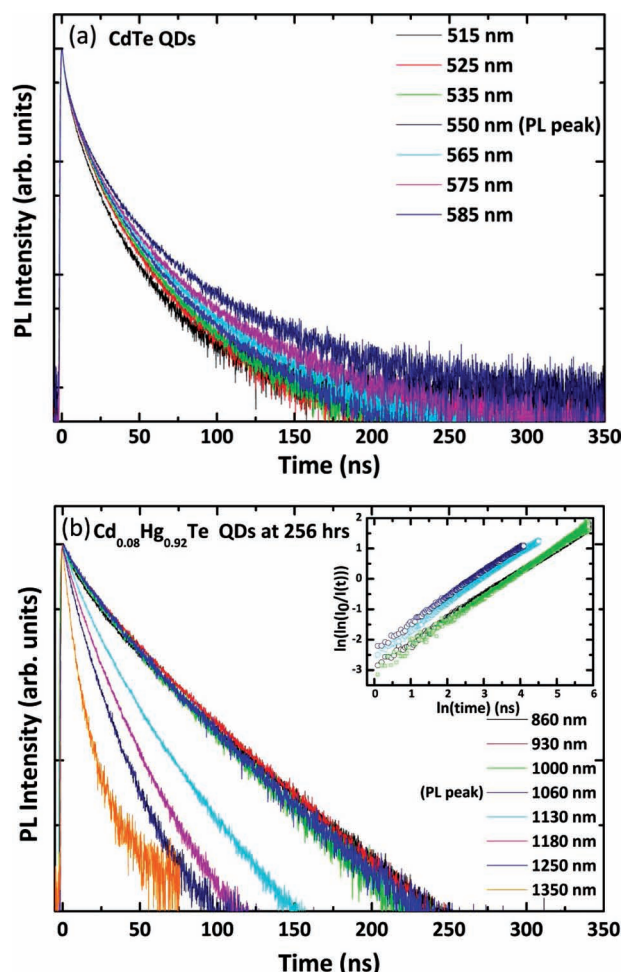 (a) CdTe QDs
515 nm
525 nm
535 nm
550 nm (PL peak)
565 nm
575 nm
585 nm
PL Intensity (arb. units)
0 50 100 150 200 250 300 350
Time (ns)
(b) Cd0.08Hg0.92Te QDs at 256 hrs
2
1
0
-1
-2
-3
ln(ln(I0/I(t)))
0 1 2 3 4 5 6
ln(time) (ns)
860 nm
930 nm
1000 nm
(PL peak) 1060 nm
1130 nm
1180 nm
1250 nm
1350 nm
PL Intensity (arb. units)
0 50 100 150 200 250 300 350
Time (ns)